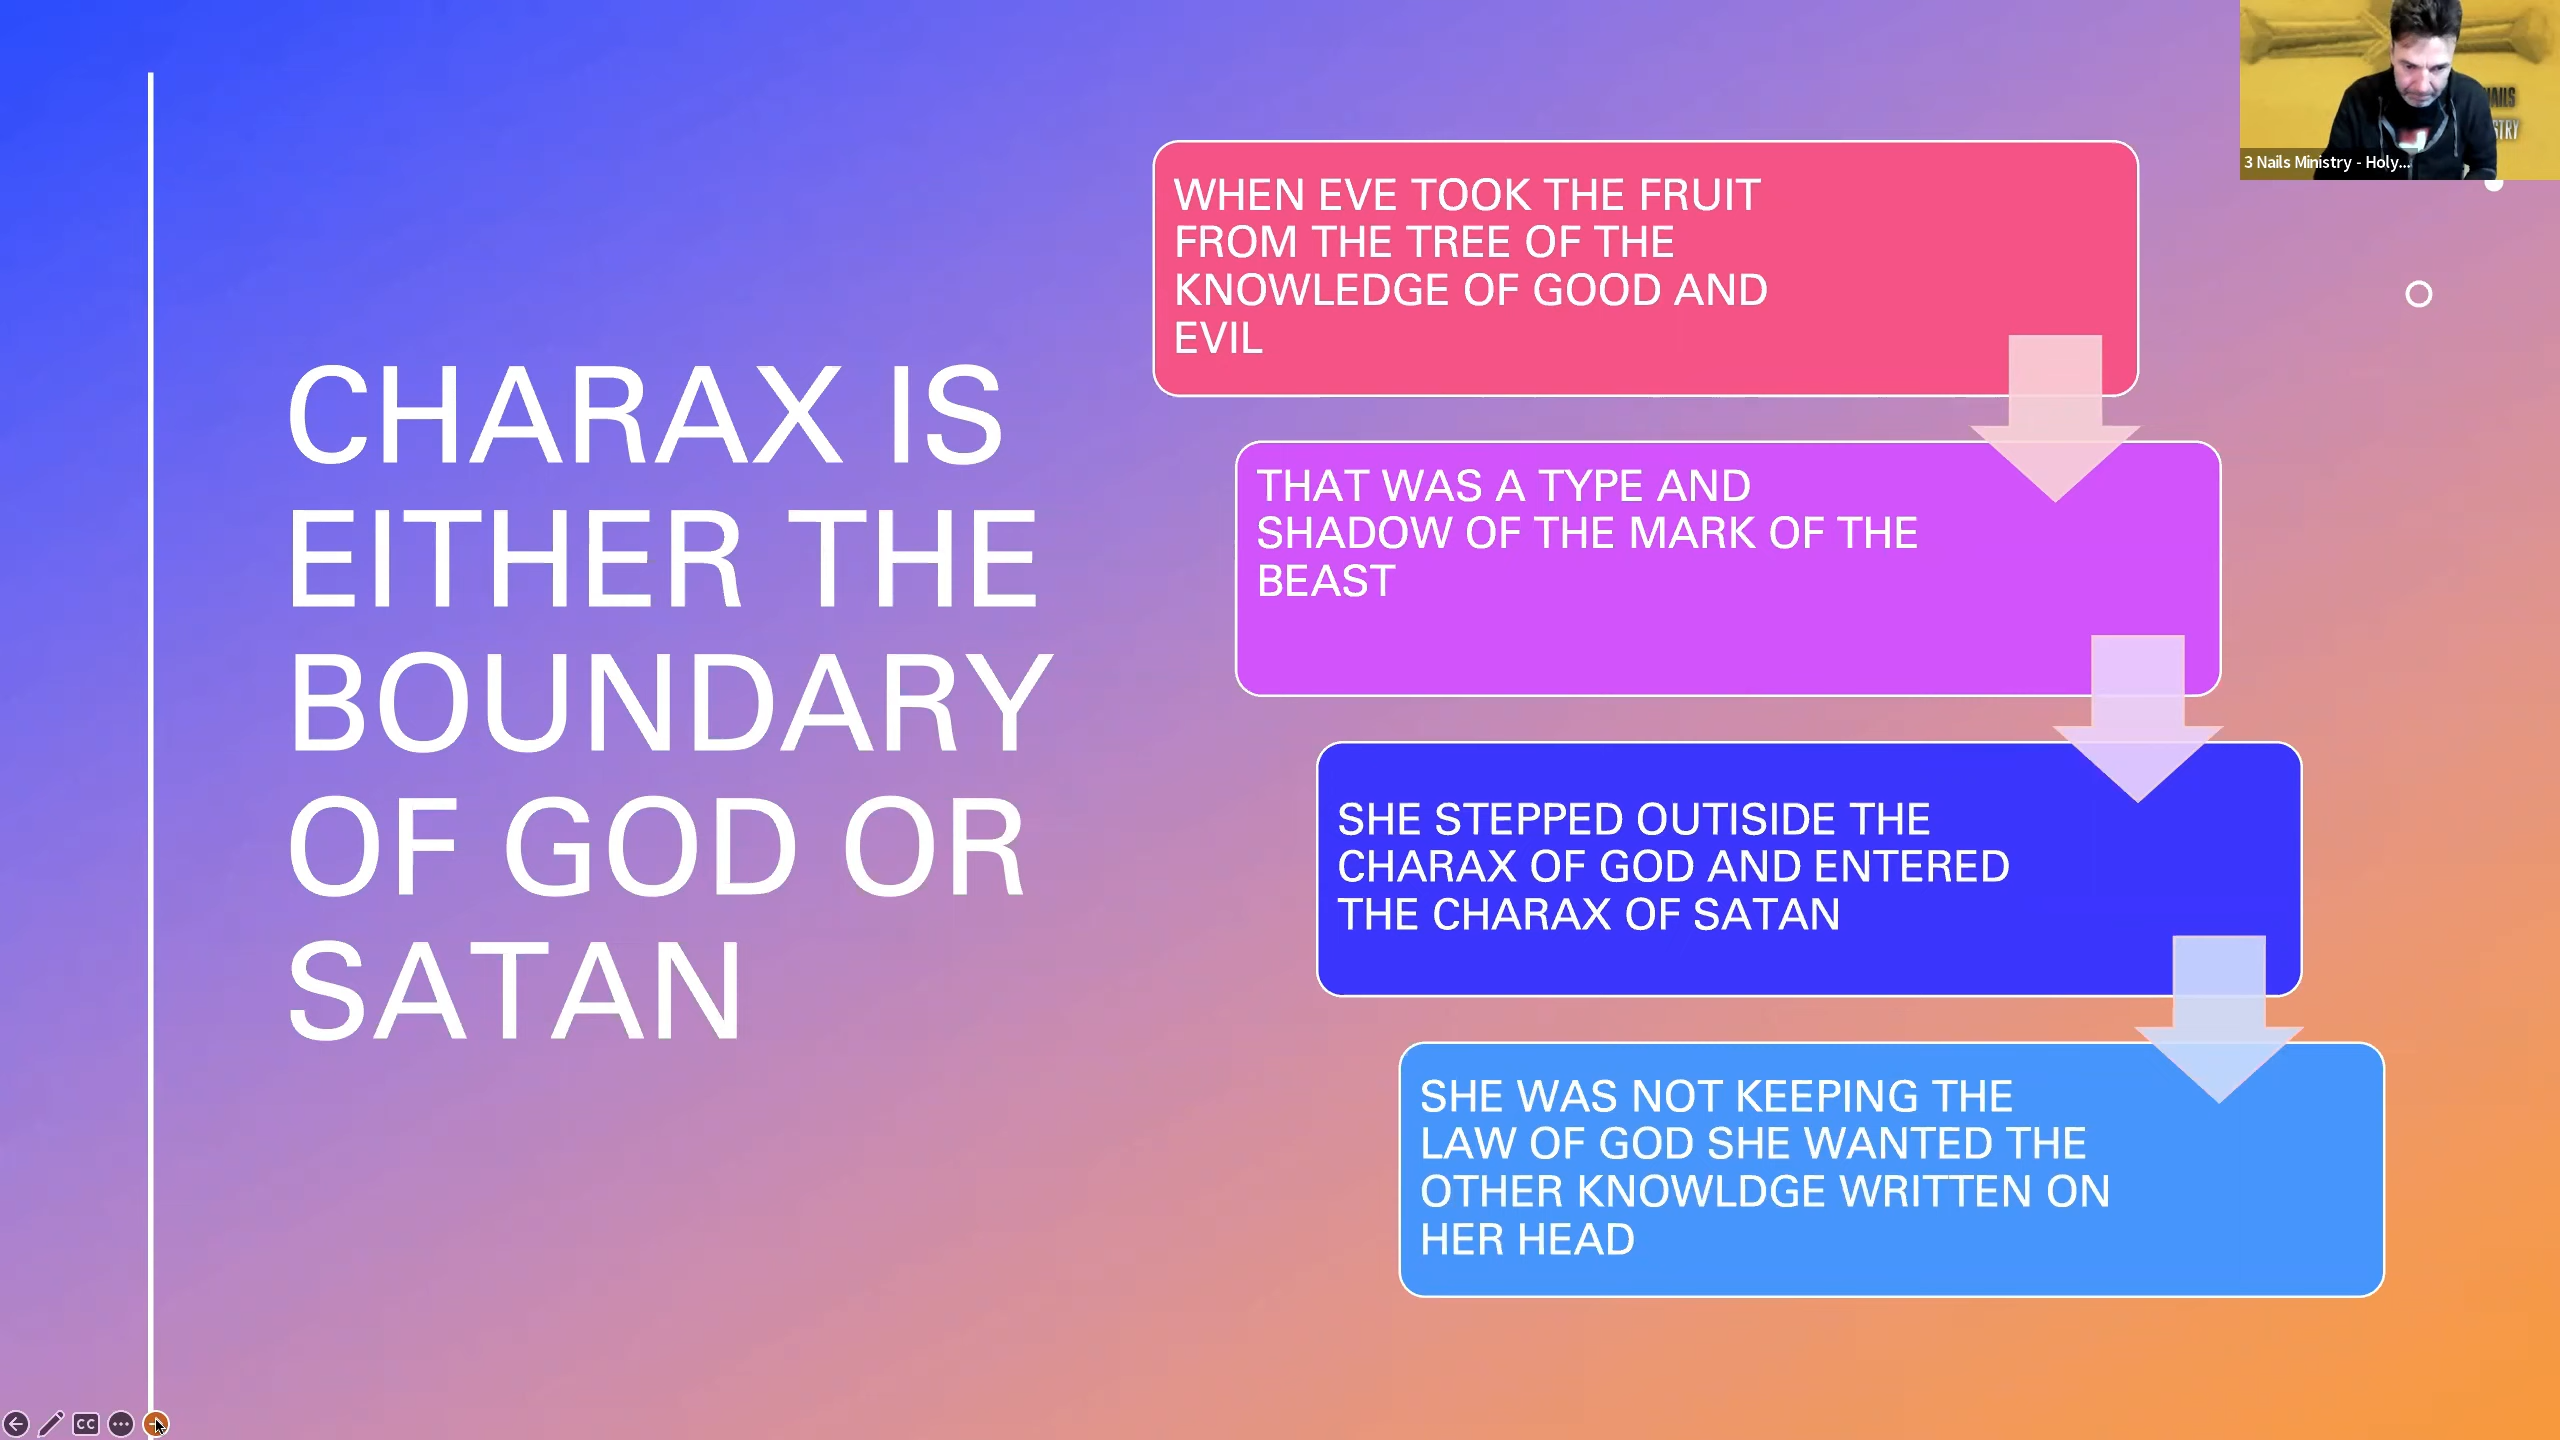 CHARAX IS
EITHER THE
BOUNDARY
OF GOD OR
SATAN
WHEN EVE TOOK THE FRUIT
FROM THE TREE OF THE
KNOWLEDGE OF GOOD AND
EVIL
THAT WAS A TYPE AND
SHADOW OF THE MARK OF THE
BEAST
SHE STEPPED OUTISIDE THE
CHARAX OF GOD AND ENTERED
THE CHARAX OF SATAN
SHE WAS NOT KEEPING THE
LAW OF GOD SHE WANTED THE
OTHER KNOWLDGE WRITTEN ON
HER HEAD
3 Nails Ministry - Holy...
CC